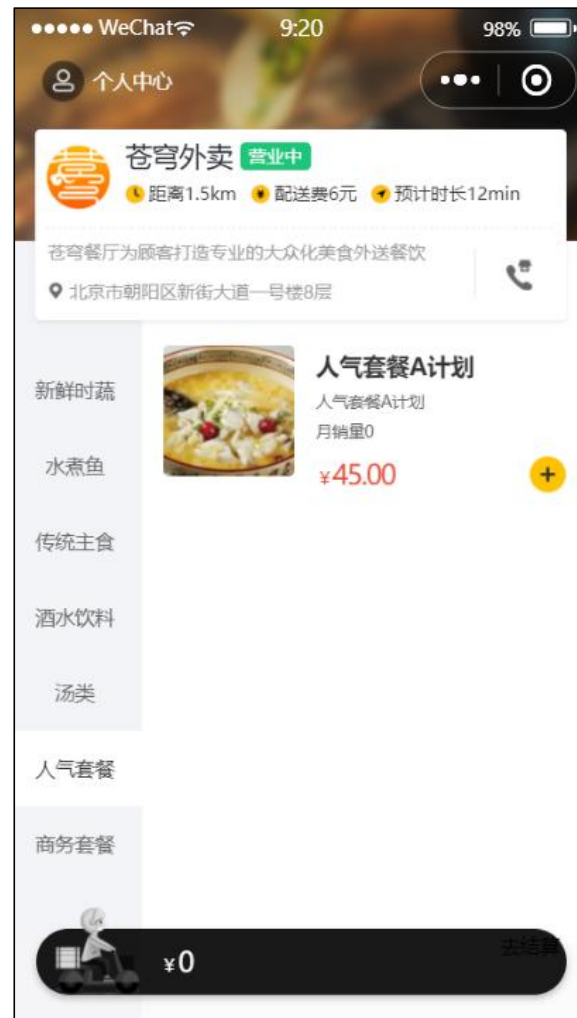 ●●●●● WeChat 9:20 98%
个人中心
苍穹外卖 营业中
距离1.5km 配送费6元 预计时长12min
苍穹餐厅为顾客打造专业的大众化美食外送餐饮
北京市朝阳区新街大道一号楼8层
新鲜时蔬
水煮鱼
传统主食
酒水饮料
汤类
人气套餐
商务套餐
人气套餐A计划
人气套餐A计划
月销量0
¥45.00
+
¥0
去结算